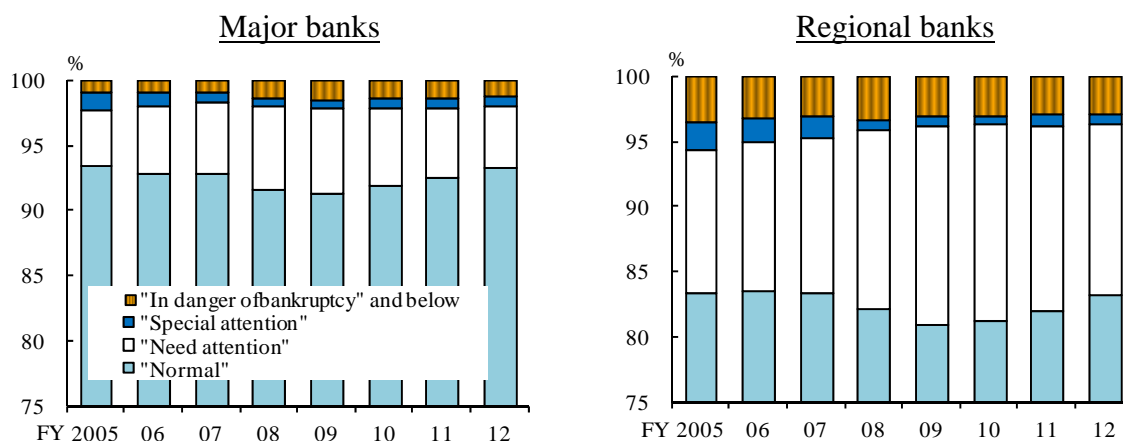 Major banks
%
100
95
90
85
80
75
"In danger ofbankruptcy" and below
"Special attention"
"Need attention"
"Normal"
FY 2005 06 07 08 09 10 11 12
Regional banks
%
100
95
90
85
80
75
FY 2005 06 07 08 09 10 11 12